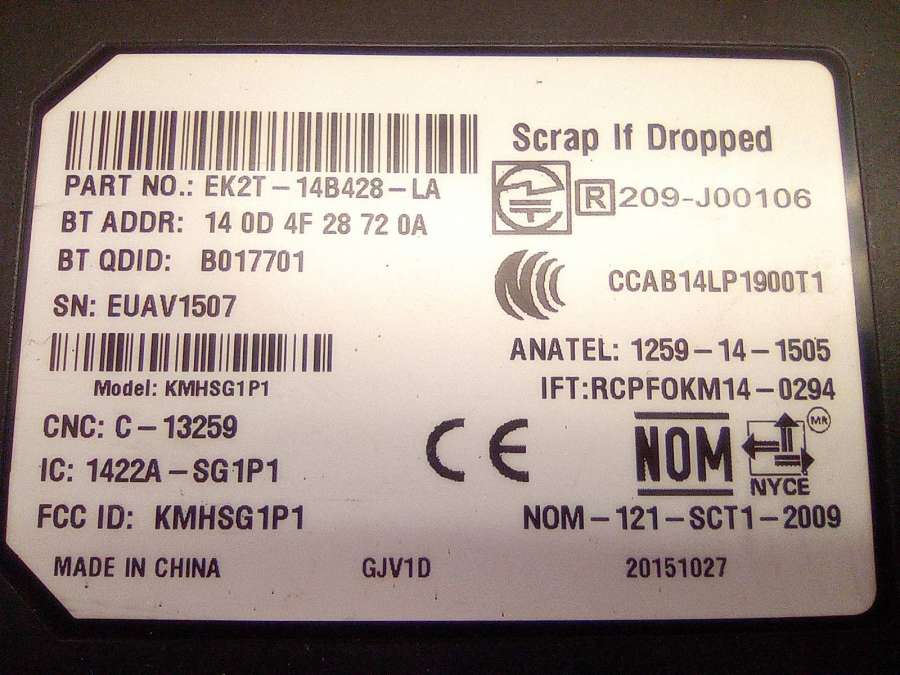 Scrap If Dropped
PART NO.: EK2T-14B428-LA
R 209-J00106
BT ADDR: 14 0D 4F 28 72 0A
BT QDID: B017701
CCAB14LP1900T1
SN: EUAV1507
ANATEL: 1259-14-1505
Model: KMHSG1P1
IFT:RCPFOKM14-0294
CNC: C-13259
CE
NOM
MR
NYCE
IC: 1422A-SG1P1
FCC ID: KMHSG1P1
NOM-121-SCT1-2009
MADE IN CHINA GJV1D 20151027